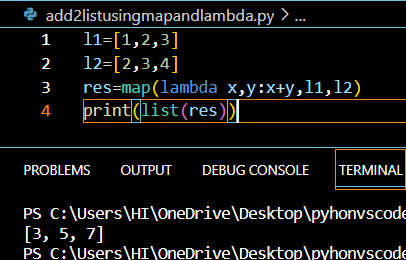 add2listusingmapandlambda.py > ...
1 l1=[1,2,3]
2 l2=[2,3,4]
3 res=map(lambda x,y:x+y,l1,l2)
4 print(list(res))
PROBLEMS OUTPUT DEBUG CONSOLE TERMINAL
PS C:\Users\HI\OneDrive\Desktop\pyhonvscode
[3, 5, 7]
PS C:\Users\HI\OneDrive\Desktop\pyhonvscode